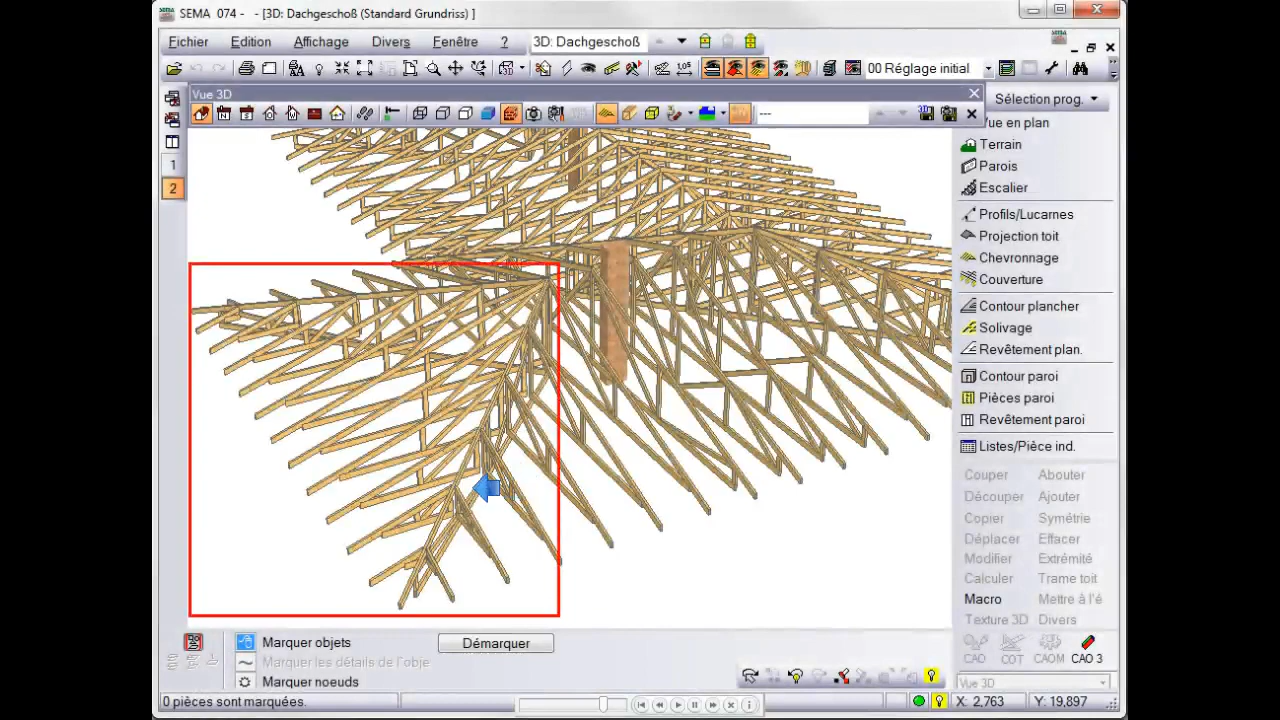 SEMA 074 - - [3D: Dachgeschoß (Standard Grundriss) ]
Fichier Edition Affichage Divers Fenêtre ? 3D: Dachgeschoß
00 Réglage initial
Vue 3D
---
Sélection prog.
1
2
Vue en plan
Terrain
Parois
Escalier
Profils/Lucarnes
Projection toit
Chevronnage
Couverture
Contour plancher
Solivage
Revêtement plan.
Contour paroi
Pièces paroi
Revêtement paroi
Listes/Pièce ind.
Couper Abouter
Découper Ajouter
Copier Symétrie
Déplacer Effacer
Modifier Extrémité
Calculer Trame toit
Macro Mettre à l'é
Texture 3D Divers
CAO COT CAOM CAO 3
Vue 3D
Marquer objets Démarquer
Marquer les détails de l'obje
Marquer noeuds
0 pièces sont marquées.
X: 2,763 Y: 19,897